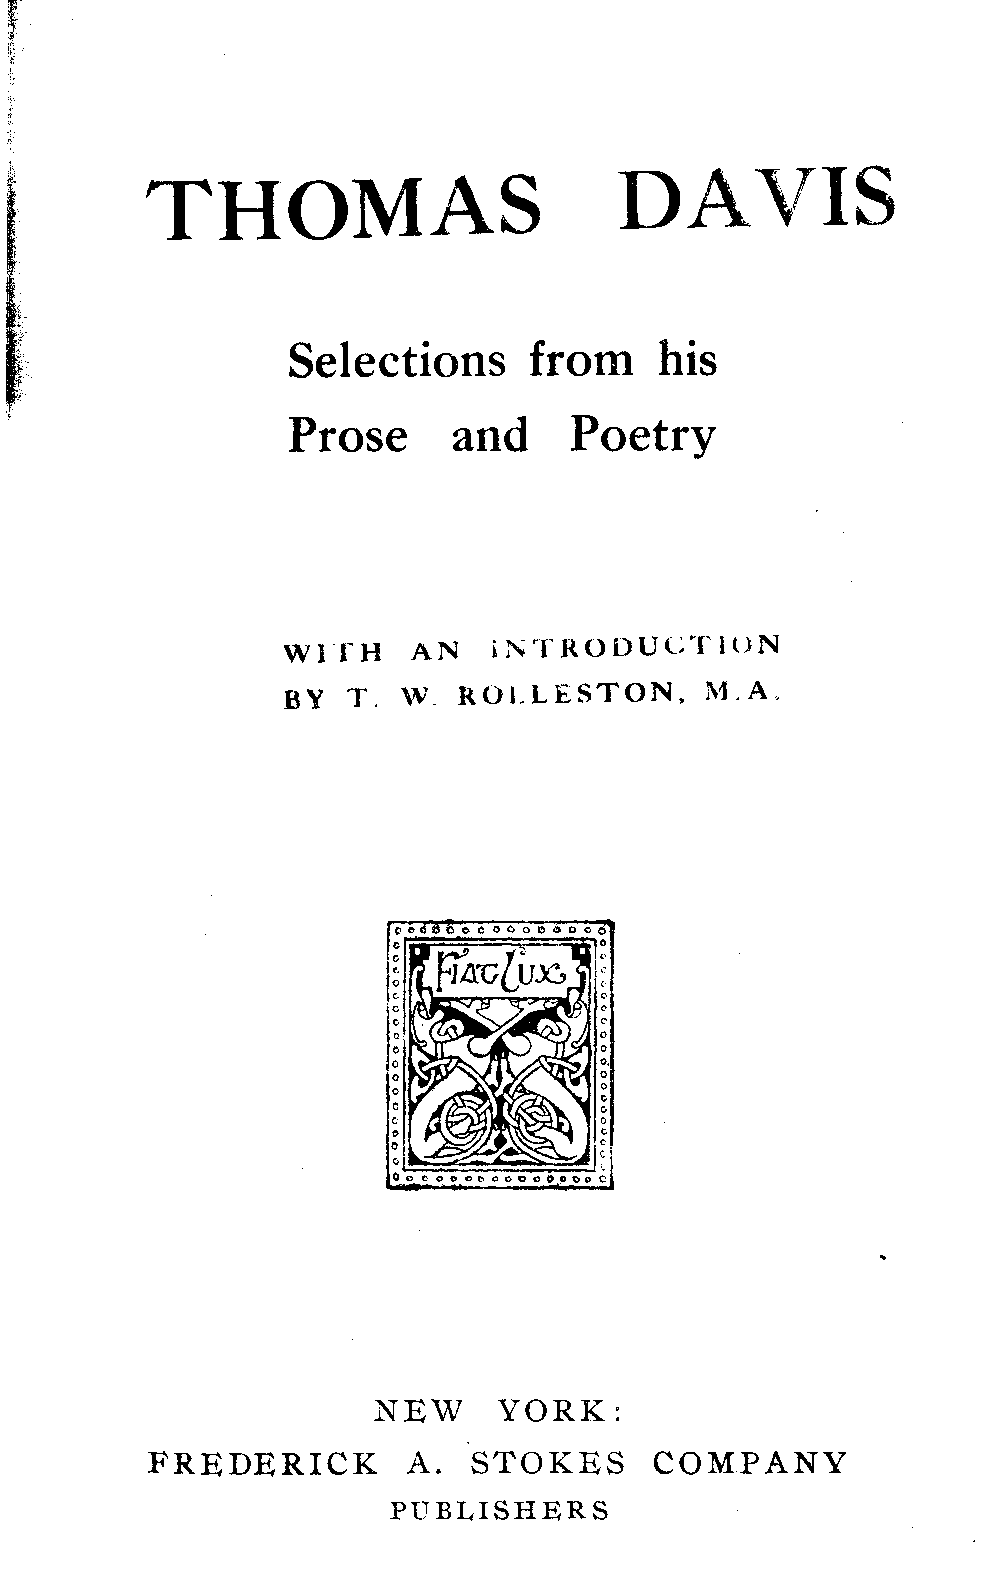 THOMAS DAVIS
Selections from his
Prose and Poetry
WITH AN INTRODUCTION
BY T. W. ROLLESTON, M.A.
Fiat Lux
NEW YORK:
FREDERICK A. STOKES COMPANY
PUBLISHERS